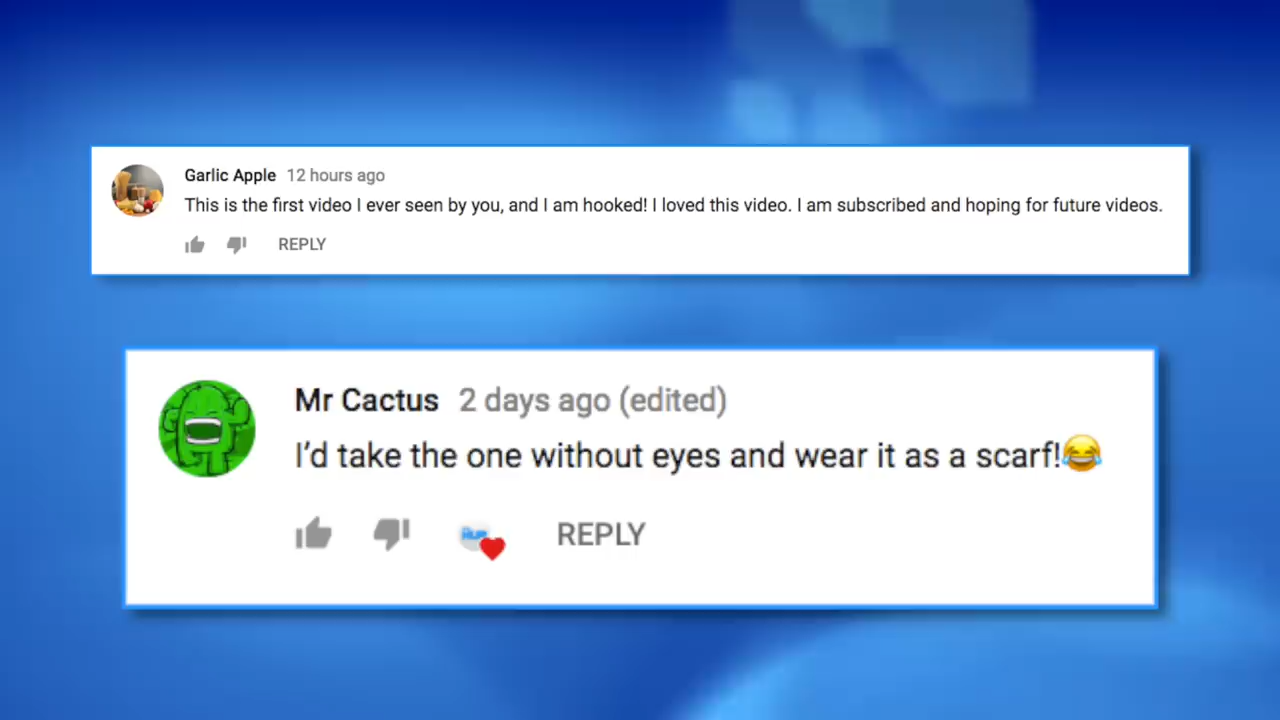 Garlic Apple 12 hours ago
This is the first video I ever seen by you, and I am hooked! I loved this video. I am subscribed and hoping for future videos.
REPLY
Mr Cactus 2 days ago (edited)
I'd take the one without eyes and wear it as a scarf!😂
REPLY